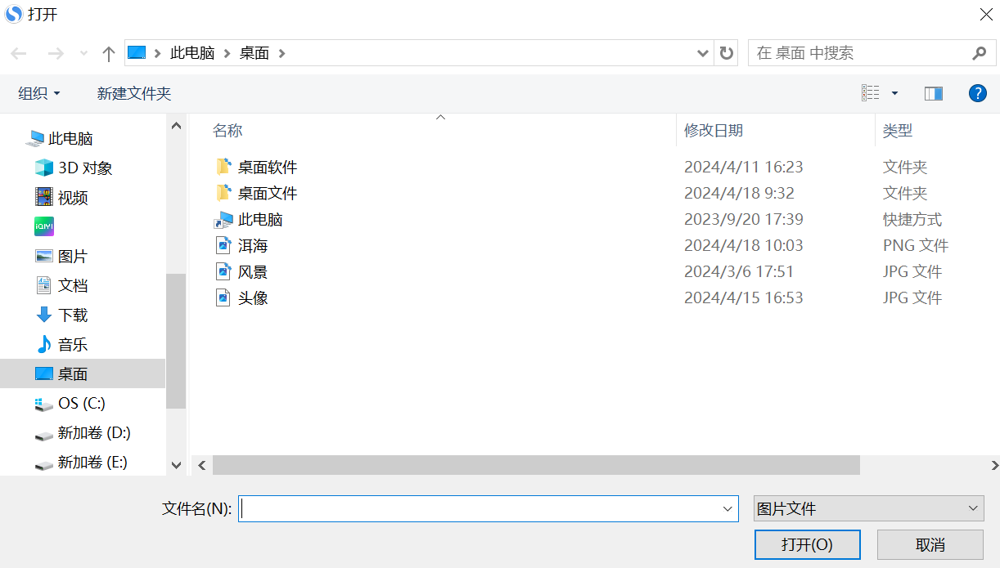 打开
此电脑 桌面
在 桌面 中搜索
组织 新建文件夹
此电脑
3D 对象
视频
iQIYI
图片
文档
下载
音乐
桌面
OS (C:)
新加卷 (D:)
新加卷 (E:)
名称 修改日期 类型
桌面软件 2024/4/11 16:23 文件夹
桌面文件 2024/4/18 9:32 文件夹
此电脑 2023/9/20 17:39 快捷方式
洱海 2024/4/18 10:03 PNG 文件
风景 2024/3/6 17:51 JPG 文件
头像 2024/4/15 16:53 JPG 文件
文件名(N): 图片文件
打开(O) 取消